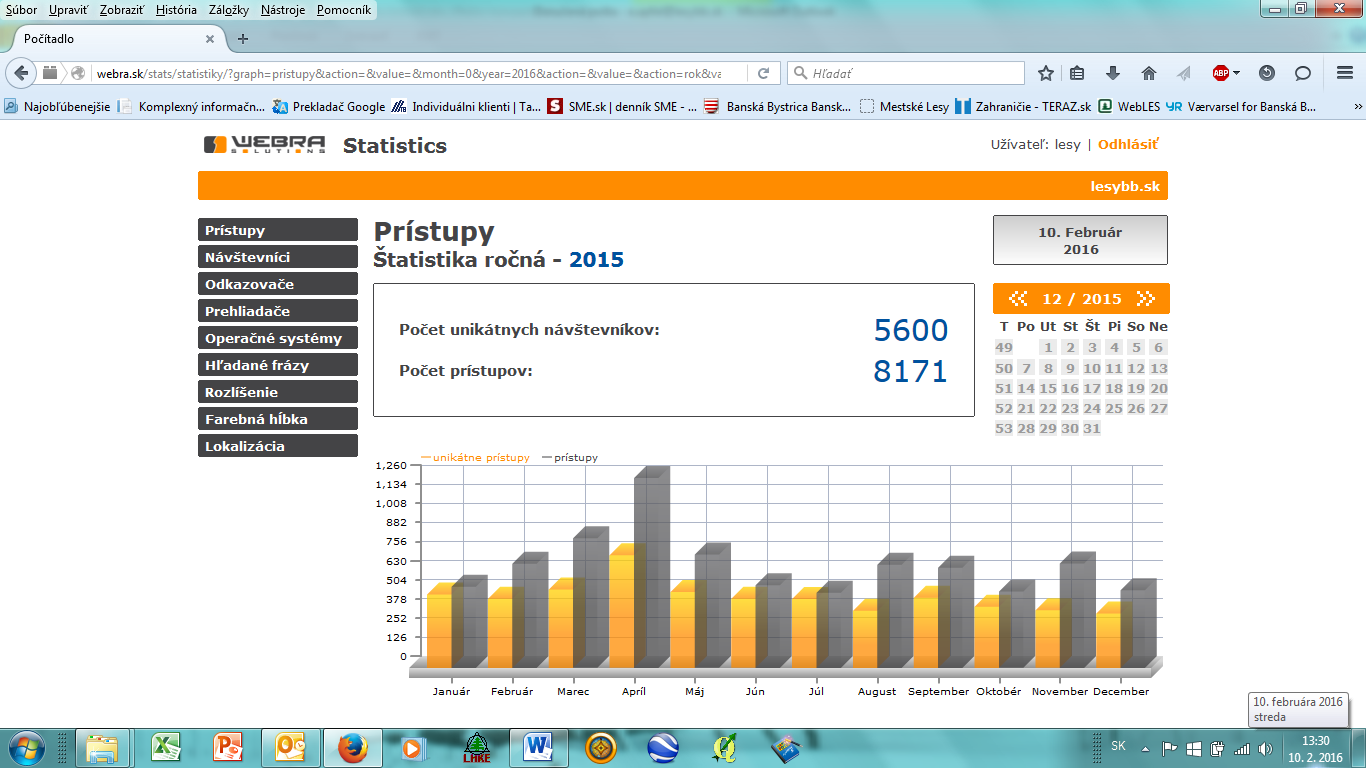 Súbor Upraviť Zobraziť História Záložky Nástroje Pomocník
Počítadlo
webra.sk/stats/statistiky/?graph=pristupy&action=&value=&month=0&year=2016&action=&value=&action=rok&va
Hľadať
ABP
Najobľúbenejšie Komplexný informačn... Prekladač Google Individuálni klienti | Ta... SME.sk | denník SME - ... Banská Bystrica Bansk... Mestské Lesy Zahraničie - TERAZ.sk WebLES Værvarsel for Banská B...
WEBRA SOLUTIONS Statistics
Užívateľ: lesy | Odhlásiť
lesybb.sk
Prístupy
Návštevníci
Odkazovače
Prehliadače
Operačné systémy
Hľadané frázy
Rozlíšenie
Farebná hĺbka
Lokalizácia
Prístupy
Štatistika ročná - 2015
Počet unikátnych návštevníkov: 5600
Počet prístupov: 8171
10. Február
2016
12 / 2015
T Po Ut St Št Pi So Ne
49 1 2 3 4 5 6
50 7 8 9 10 11 12 13
51 14 15 16 17 18 19 20
52 21 22 23 24 25 26 27
53 28 29 30 31
unikátne prístupy prístupy
1,260
1,134
1,008
882
756
630
504
378
252
126
0
Január Február Marec Apríl Máj Jún Júl August September Október November December
10. februára 2016
streda
LAKE
SK
13:30
10. 2. 2016